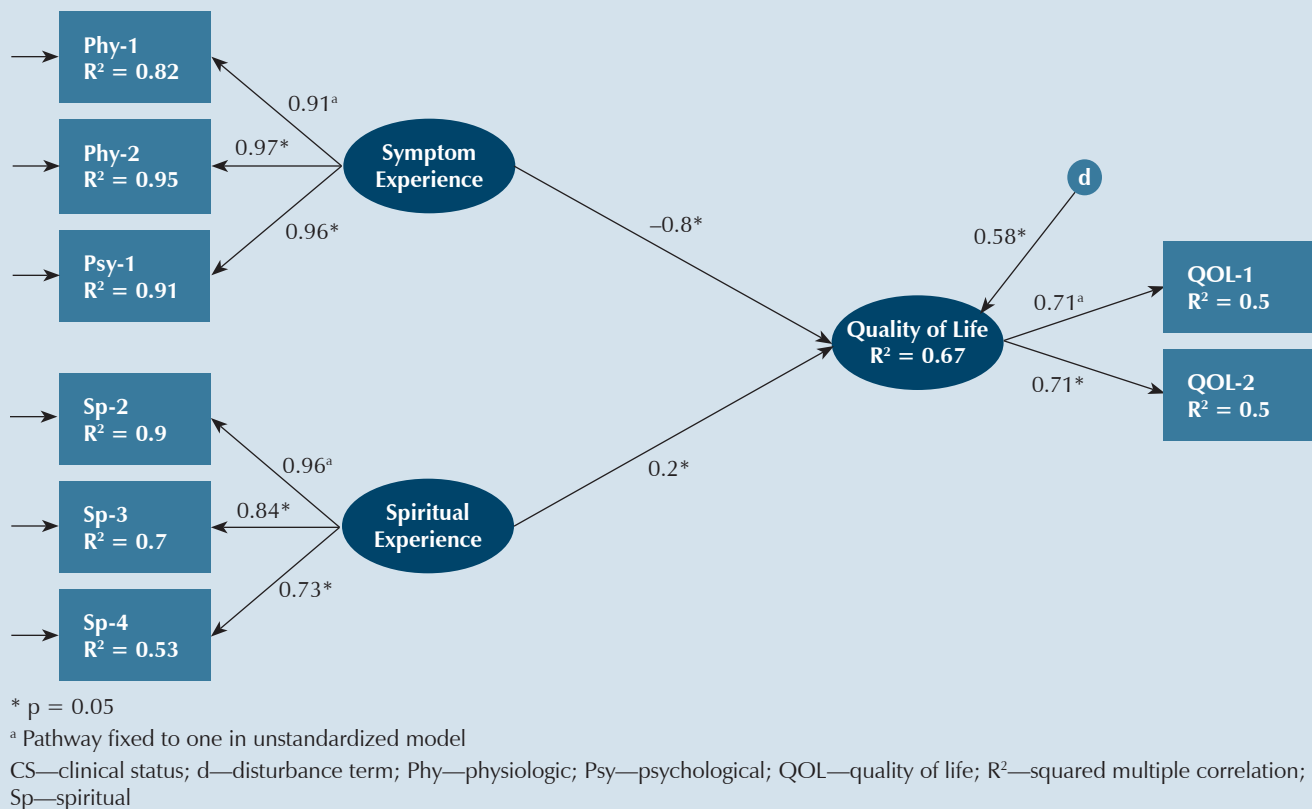 Phy-1
R² = 0.82
0.91ᵃ
Phy-2
R² = 0.95
0.97*
Symptom
Experience
Psy-1
R² = 0.91
0.96*
–0.8*
d
0.58*
Quality of Life
R² = 0.67
0.71ᵃ
QOL-1
R² = 0.5
0.71*
QOL-2
R² = 0.5
Sp-2
R² = 0.9
0.96ᵃ
0.2*
Sp-3
R² = 0.7
0.84*
Spiritual
Experience
Sp-4
R² = 0.53
0.73*
* p = 0.05
ᵃ Pathway fixed to one in unstandardized model
CS—clinical status; d—disturbance term; Phy—physiologic; Psy—psychological; QOL—quality of life; R²—squared multiple correlation;
Sp—spiritual